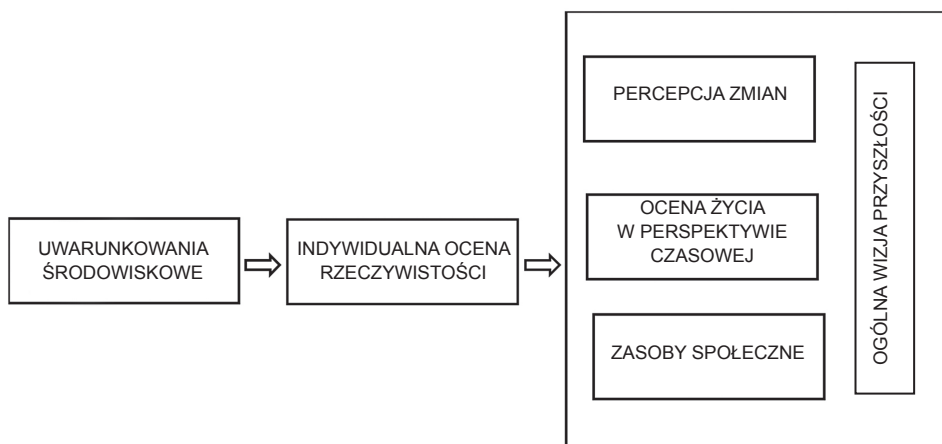 UWARUNKOWANIA
ŚRODOWISKOWE
INDYWIDUALNA OCENA
RZECZYWISTOŚCI
PERCEPCJA ZMIAN
OCENA ŻYCIA
W PERSPEKTYWIE
CZASOWEJ
ZASOBY SPOŁECZNE
OGÓLNA WIZJA PRZYSZŁOŚCI